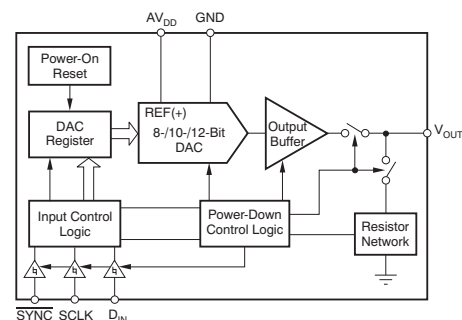 AVDD GND
Power-On
Reset
REF(+)
DAC
Register
8-/10-/12-Bit
DAC
Output
Buffer
VOUT
Input Control
Logic
Power-Down
Control Logic
Resistor
Network
SYNC SCLK DIN